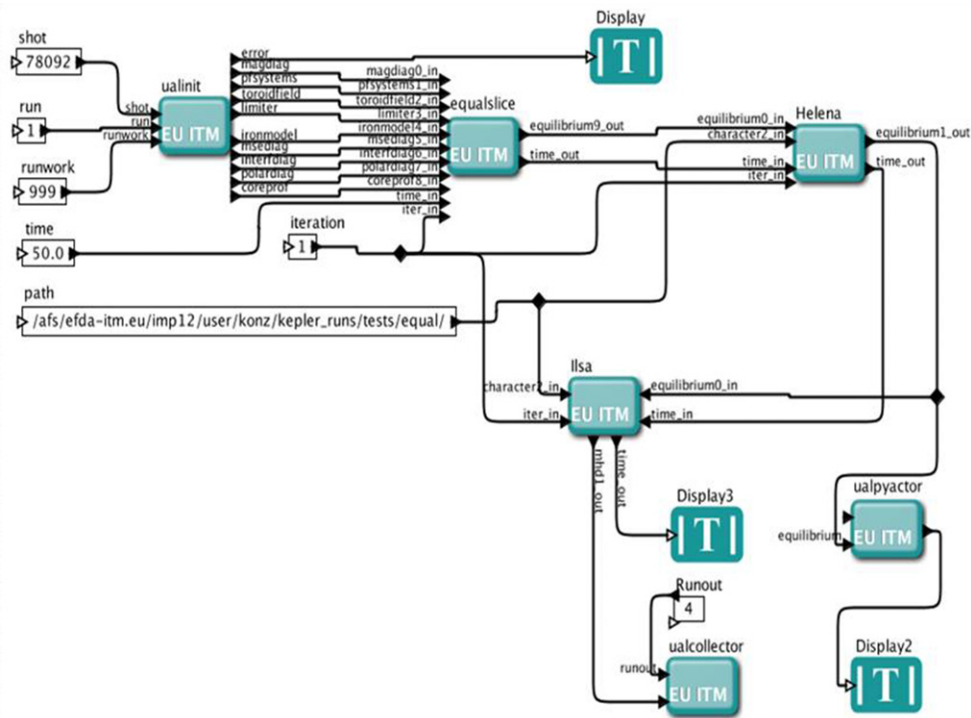 Display
T
shot
78092
run
1
runwork
999
time
50.0
ualinit
shot
run
runwork
EU ITM
error
magdiag
pfsystems
toroidfield
limiter
ironmodel
msediag
interfdiag
polardiag
coreprof
magdiag0_in
pfsystems1_in
toroidfield2_in
limiter3_in
ironmodel4_in
msediag5_in
interfdiag6_in
polardiag7_in
coreprof8_in
time_in
iter_in
equalslice
EU ITM
equilibrium9_out
time_out
Helena
equilibrium0_in
character2_in
time_in
iter_in
EU ITM
equilibrium1_out
time_out
iteration
1
path
/afs/efda-itm.eu/imp12/user/konz/kepler_runs/tests/equal/
Ilsa
character2_in
iter_in
EU ITM
equilibrium0_in
time_in
mhd1_out
time_out
Display3
T
ualpyactor
equilibrium
EU ITM
Runout
4
ualcollector
runout
EU ITM
Display2
T